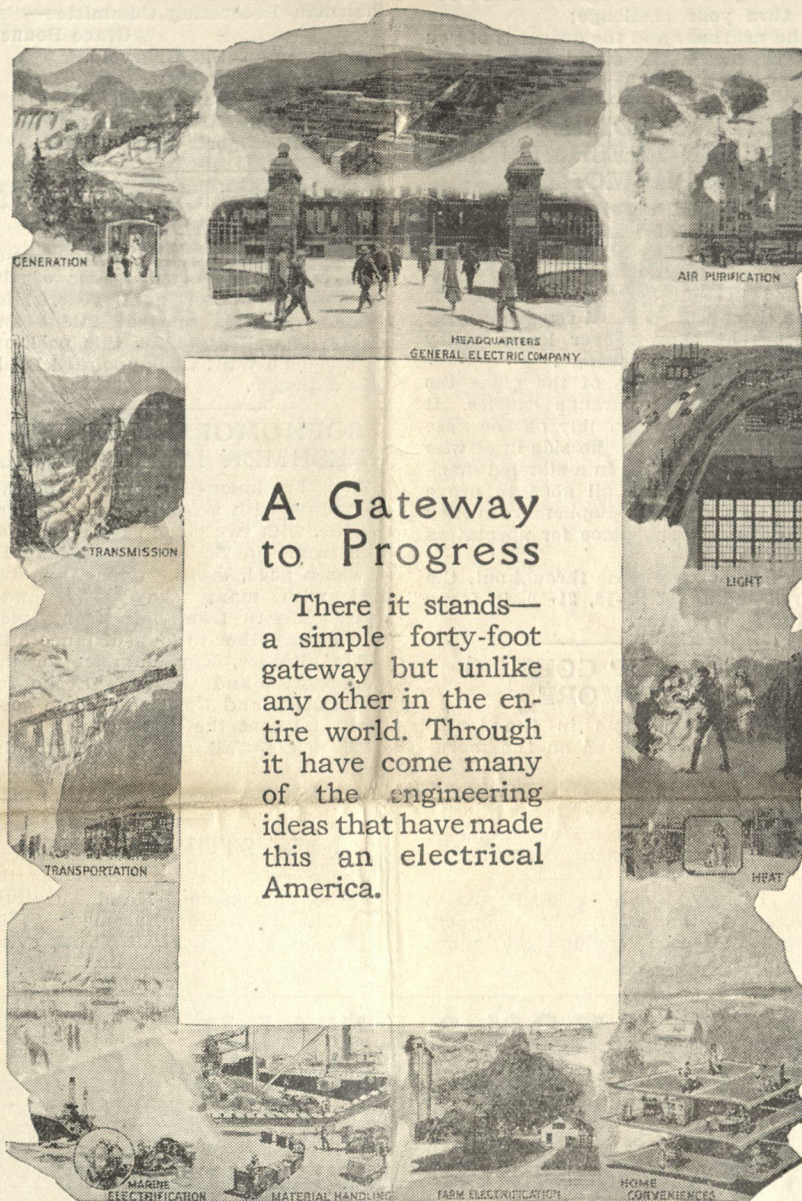 GENERATION
AIR PURIFICATION
HEADQUARTERS
GENERAL ELECTRIC COMPANY
TRANSMISSION
LIGHT
A Gateway
to Progress
There it stands—
a simple forty-foot
gateway but unlike
any other in the en-
tire world. Through
it have come many
of the engineering
ideas that have made
this an electrical
America.
TRANSPORTATION
HEAT
MARINE
ELECTRIFICATION
MATERIAL HANDLING
FARM ELECTRIFICATION
HOME
CONVENIENCES